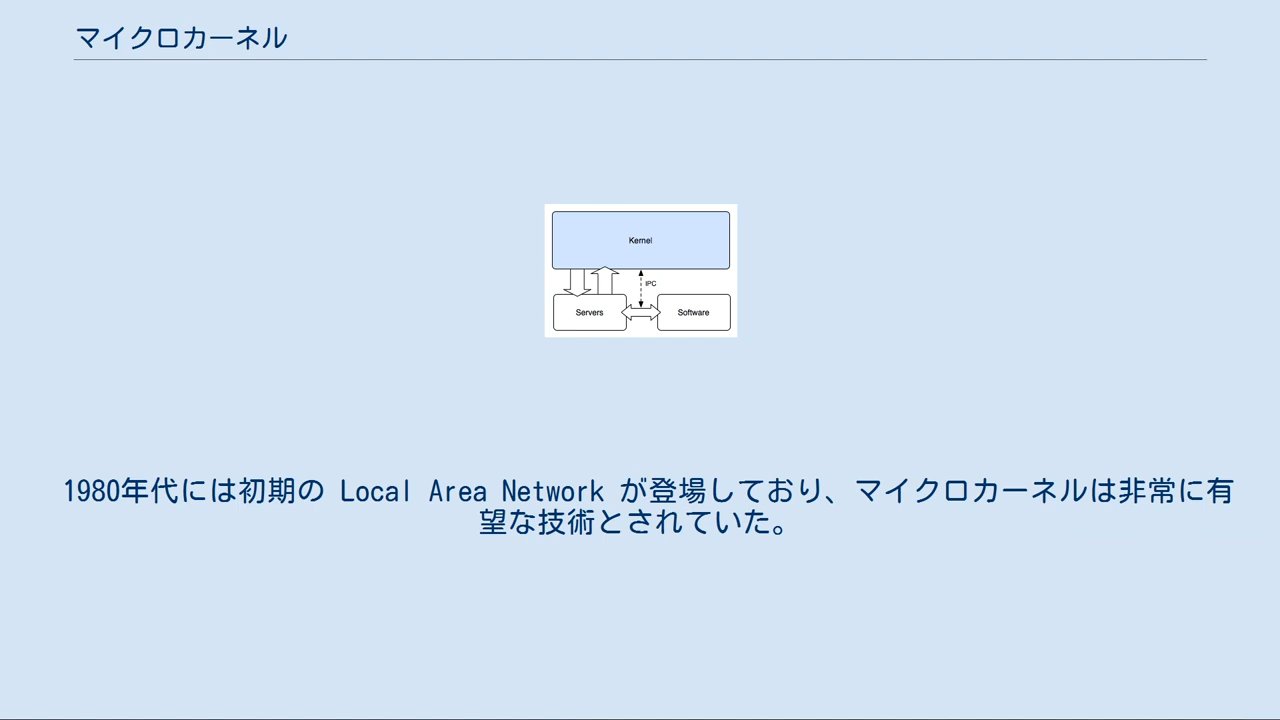 マイクロカーネル
Kernel
IPC
Servers
Software
1980年代には初期の Local Area Network が登場しており、マイクロカーネルは非常に有
望な技術とされていた。